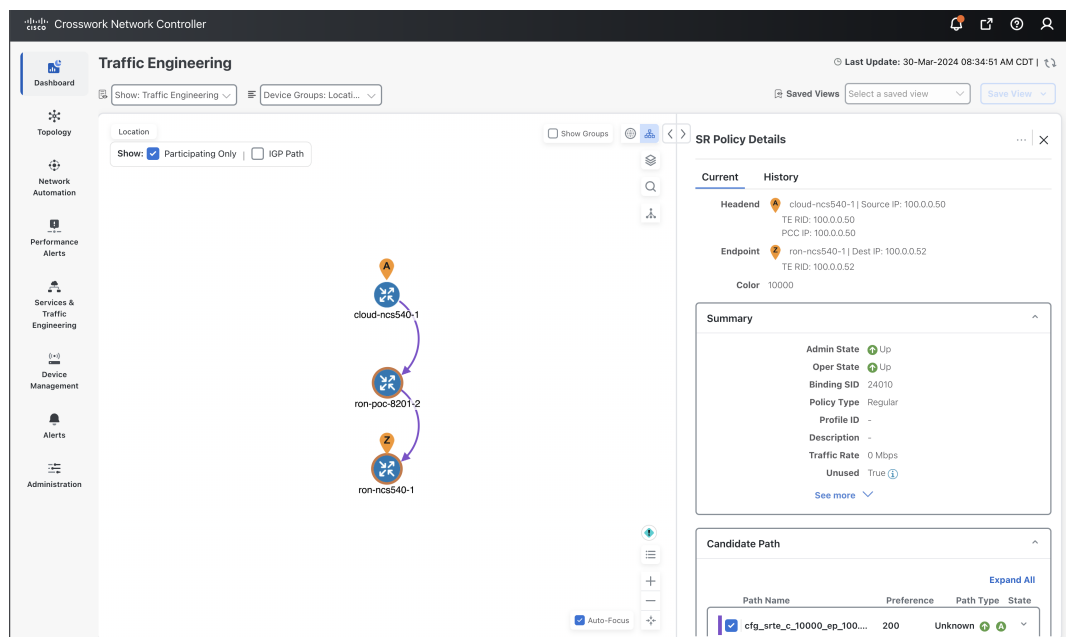 CISCO Crosswork Network Controller
Dashboard
Topology
Network
Automation
Performance
Alerts
Services &
Traffic
Engineering
Device
Management
Alerts
Administration
Traffic Engineering
Last Update: 30-Mar-2024 08:34:51 AM CDT |
Show: Traffic Engineering
Device Groups: Locati...
Saved Views
Select a saved view
Save View
Location
Show: Participating Only | IGP Path
Show Groups
A
cloud-ncs540-1
ron-poc-8201-2
Z
ron-ncs540-1
Auto-Focus
SR Policy Details
Current History
Headend A cloud-ncs540-1 | Source IP: 100.0.0.50
TE RID: 100.0.0.50
PCC IP: 100.0.0.50
Endpoint Z ron-ncs540-1 | Dest IP: 100.0.0.52
TE RID: 100.0.0.52
Color 10000
Summary
Admin State Up
Oper State Up
Binding SID 24010
Policy Type Regular
Profile ID -
Description -
Traffic Rate 0 Mbps
Unused True
See more
Candidate Path
Expand All
Path Name Preference Path Type State
cfg_srte_c_10000_ep_100.... 200 Unknown A